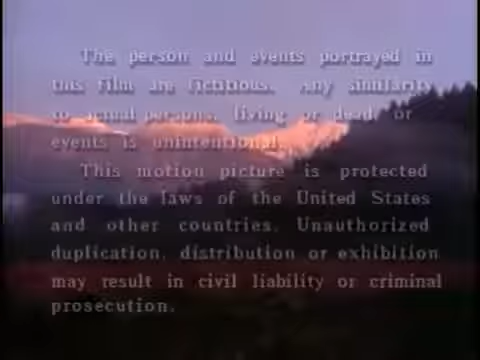 The person and events portrayed in
this film are fictitious. Any similarity
to actual persons, living or dead, or
events is unintentional.
This motion picture is protected
under the laws of the United States
and other countries. Unauthorized
duplication, distribution or exhibition
may result in civil liability or criminal
prosecution.